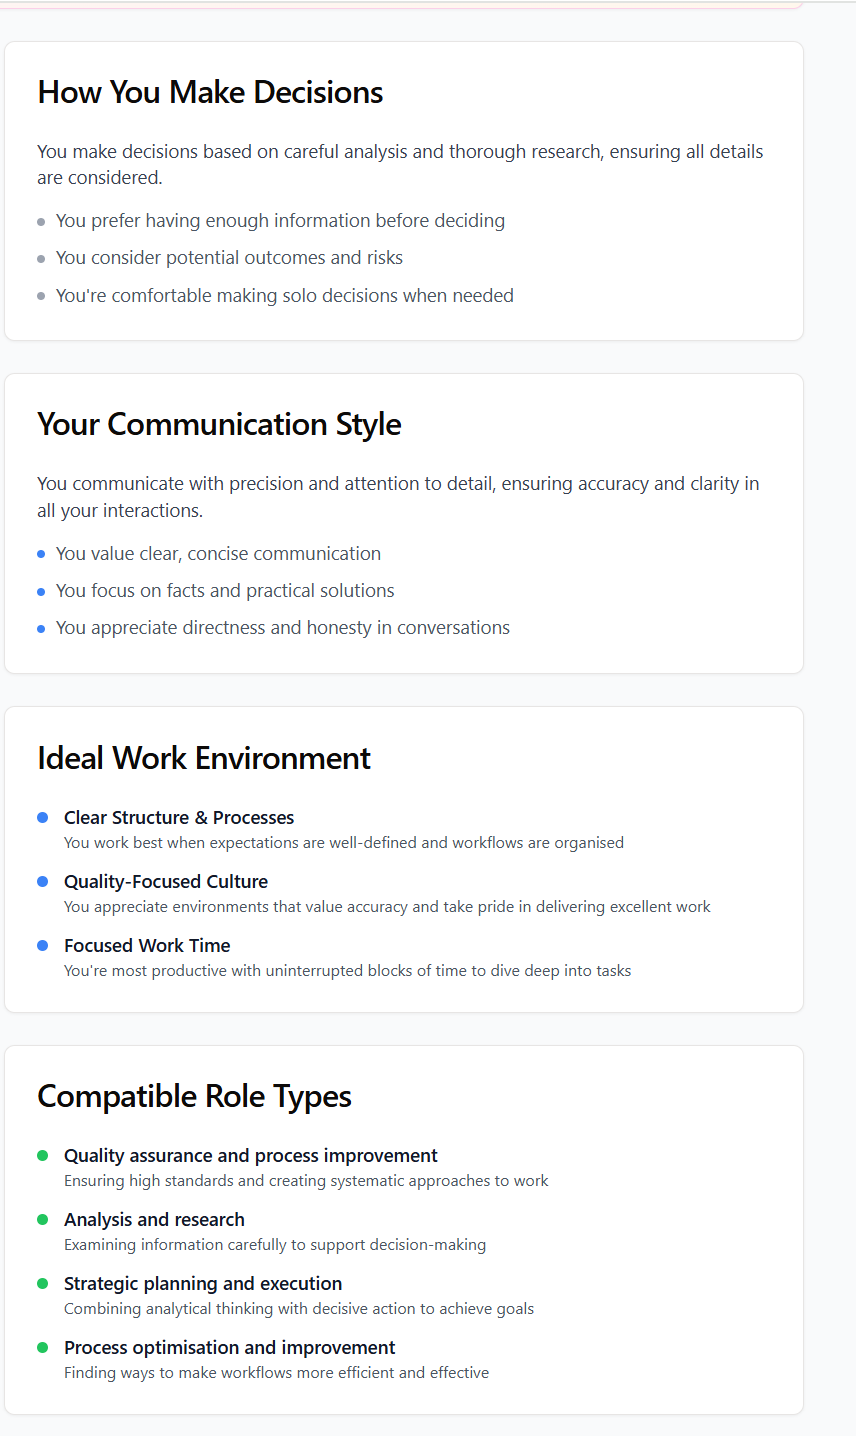 How You Make Decisions
You make decisions based on careful analysis and thorough research, ensuring all details
are considered.
You prefer having enough information before deciding
You consider potential outcomes and risks
You're comfortable making solo decisions when needed
Your Communication Style
You communicate with precision and attention to detail, ensuring accuracy and clarity in
all your interactions.
You value clear, concise communication
You focus on facts and practical solutions
You appreciate directness and honesty in conversations
Ideal Work Environment
Clear Structure & Processes
You work best when expectations are well-defined and workflows are organised
Quality-Focused Culture
You appreciate environments that value accuracy and take pride in delivering excellent work
Focused Work Time
You're most productive with uninterrupted blocks of time to dive deep into tasks
Compatible Role Types
Quality assurance and process improvement
Ensuring high standards and creating systematic approaches to work
Analysis and research
Examining information carefully to support decision-making
Strategic planning and execution
Combining analytical thinking with decisive action to achieve goals
Process optimisation and improvement
Finding ways to make workflows more efficient and effective